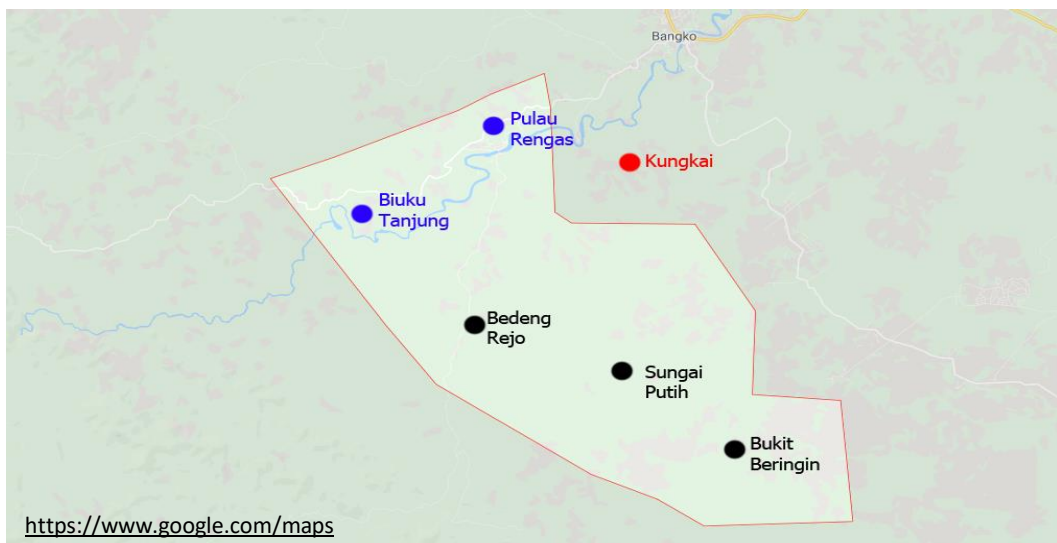 Bangko
Pulau
Rengas
Kungkai
Biuku
Tanjung
Bedeng
Rejo
Sungai
Putih
Bukit
Beringin
https://www.google.com/maps